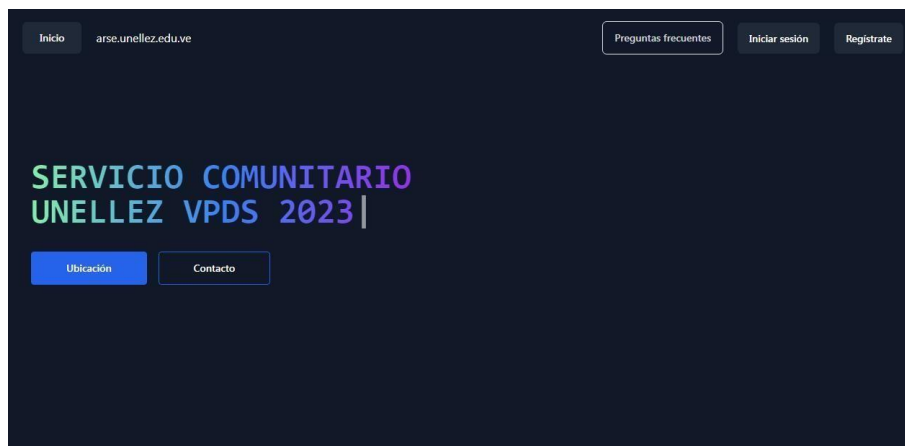 Inicio arse.unellez.edu.ve Preguntas frecuentes Iniciar sesión Regístrate
SERVICIO COMUNITARIO
UNELLEZ VPDS 2023|
Ubicación Contacto